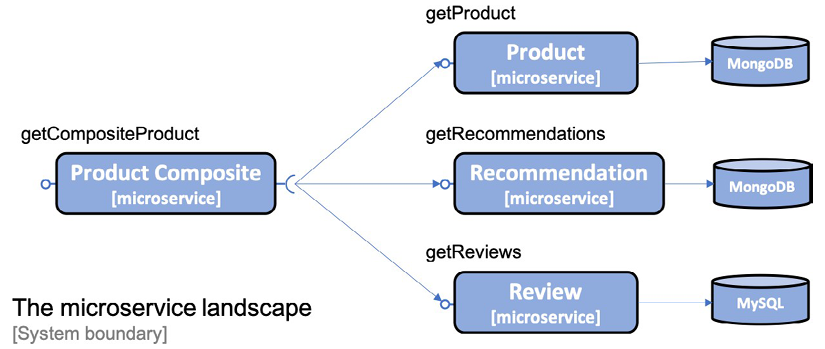 getProduct
Product
[microservice]
MongoDB
getCompositeProduct
Product Composite
[microservice]
getRecommendations
Recommendation
[microservice]
MongoDB
getReviews
Review
[microservice]
MySQL
The microservice landscape
[System boundary]